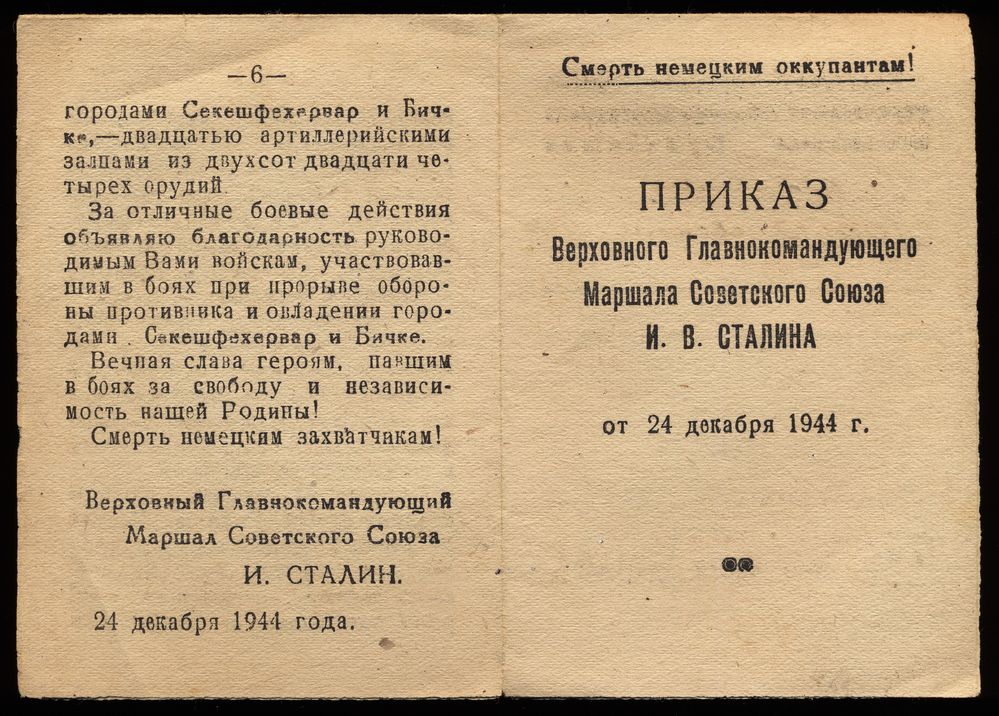 —6—
городами Секешфехервар и Бич-
ке,—двадцатью артиллерийскими
залпами из двухсот двадцати че-
тырех орудий.
За отличные боевые действия
объявляю благодарность руково-
димым Вами войскам, участвовав-
шим в боях при прорыве оборо-
ны противника и овладении горо-
дами Секешфехервар и Бичке.
Вечная слава героям, павшим
в боях за свободу и независи-
мость нашей Родины!
Смерть немецким захватчикам!
Верховный Главнокомандующий
Маршал Советского Союза
И. СТАЛИН.
24 декабря 1944 года.
Смерть немецким оккупантам!
ПРИКАЗ
Верховного Главнокомандующего
Маршала Советского Союза
И. В. СТАЛИНА
от 24 декабря 1944 г.